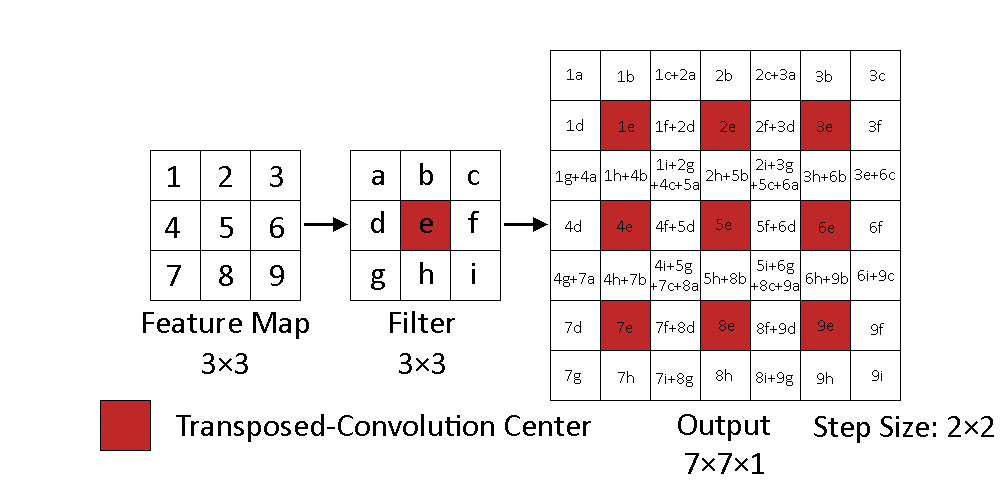 1a 1b 1c+2a 2b 2c+3a 3b 3c
1d 1e 1f+2d 2e 2f+3d 3e 3f
1g+4a 1h+4b 1i+2g +4c+5a 2h+5b 2i+3g +5c+6a 3h+6b 3e+6c
4d 4e 4f+5d 5e 5f+6d 6e 6f
4g+7a 4h+7b 4i+5g +7c+8a 5h+8b 5i+6g +8c+9a 6h+9b 6i+9c
7d 7e 7f+8d 8e 8f+9d 9e 9f
7g 7h 7i+8g 8h 8i+9g 9h 9i
1 2 3
4 5 6
7 8 9
Feature Map
3×3
a b c
d e f
g h i
Filter
3×3
Transposed-Convolution Center
Output
7×7×1
Step Size: 2×2